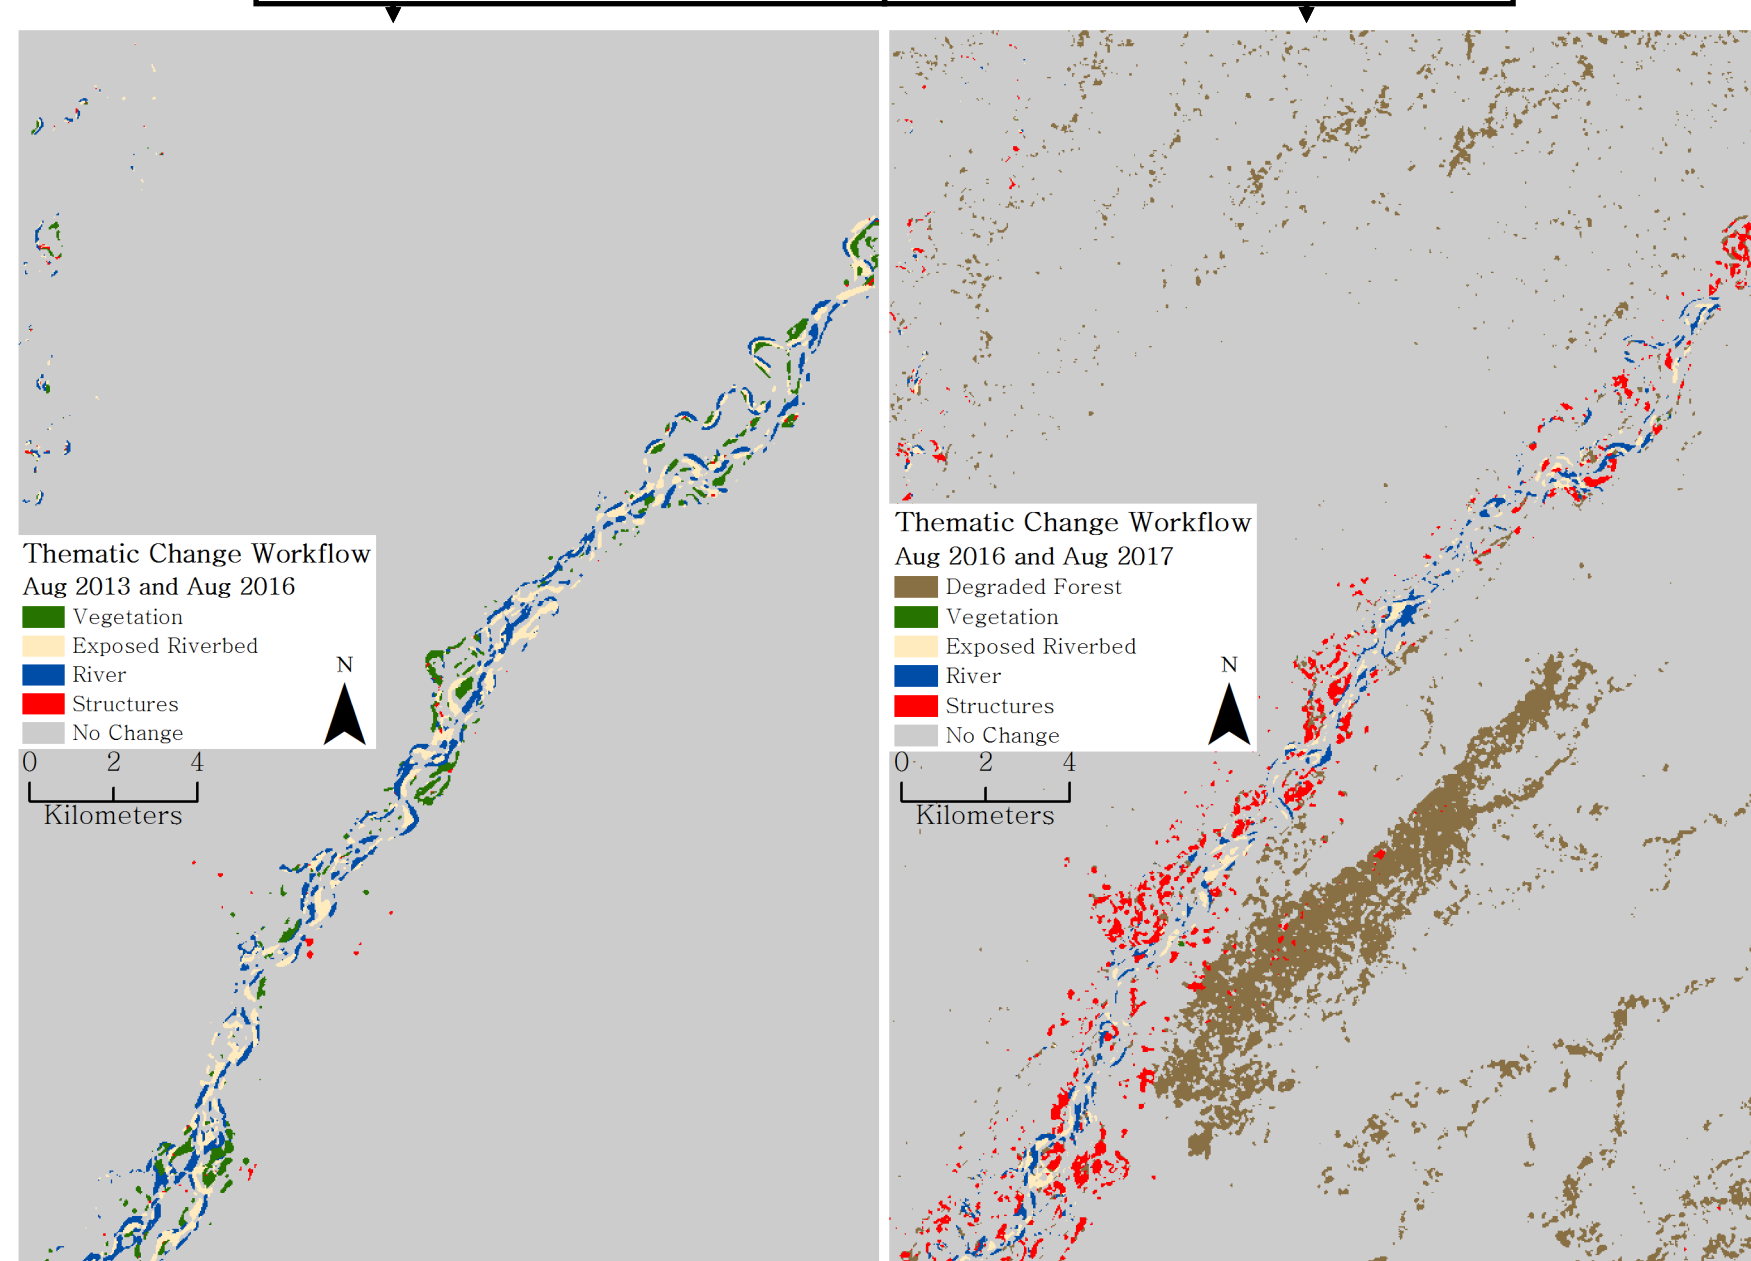 Thematic Change Workflow
Aug 2013 and Aug 2016
Vegetation
Exposed Riverbed
River
Structures
No Change
N
0 2 4
Kilometers
Thematic Change Workflow
Aug 2016 and Aug 2017
Degraded Forest
Vegetation
Exposed Riverbed
River
Structures
No Change
N
0 2 4
Kilometers